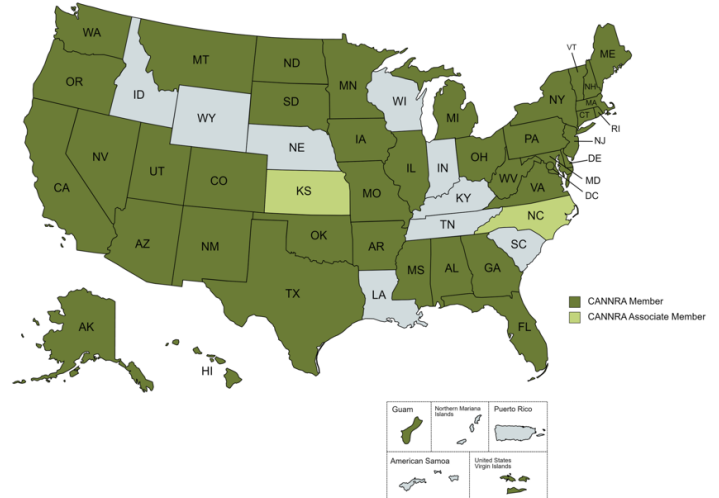 WA
MT
ND
MN
VT
ME
OR
ID
SD
WI
NY
NH
MA
CT
RI
WY
MI
IA
PA
NJ
NV
NE
IL
IN
OH
DE
UT
CO
WV
MD
CA
KS
MO
KY
VA
DC
TN
NC
AZ
NM
OK
AR
SC
MS
AL
GA
TX
LA
CANNRA Member
CANNRA Associate Member
AK
FL
HI
Guam
Northern Mariana
Islands
Puerto Rico
American Samoa
United States
Virgin Islands